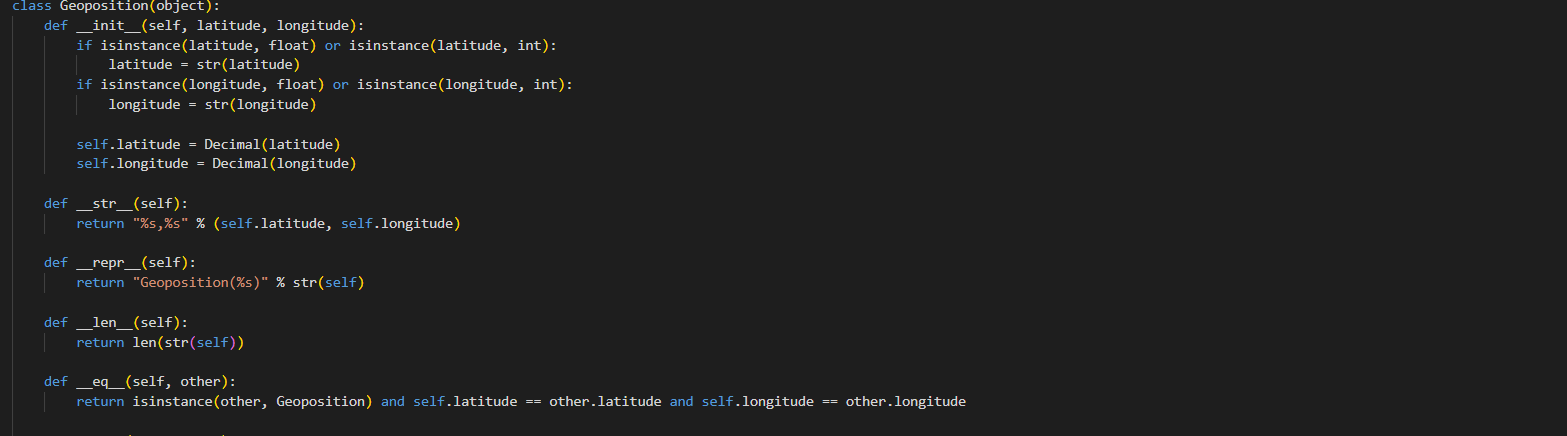 class Geoposition(object):
    def __init__(self, latitude, longitude):
        if isinstance(latitude, float) or isinstance(latitude, int):
            latitude = str(latitude)
        if isinstance(longitude, float) or isinstance(longitude, int):
            longitude = str(longitude)

        self.latitude = Decimal(latitude)
        self.longitude = Decimal(longitude)

    def __str__(self):
        return "%s,%s" % (self.latitude, self.longitude)

    def __repr__(self):
        return "Geoposition(%s)" % str(self)

    def __len__(self):
        return len(str(self))

    def __eq__(self, other):
        return isinstance(other, Geoposition) and self.latitude == other.latitude and self.longitude == other.longitude